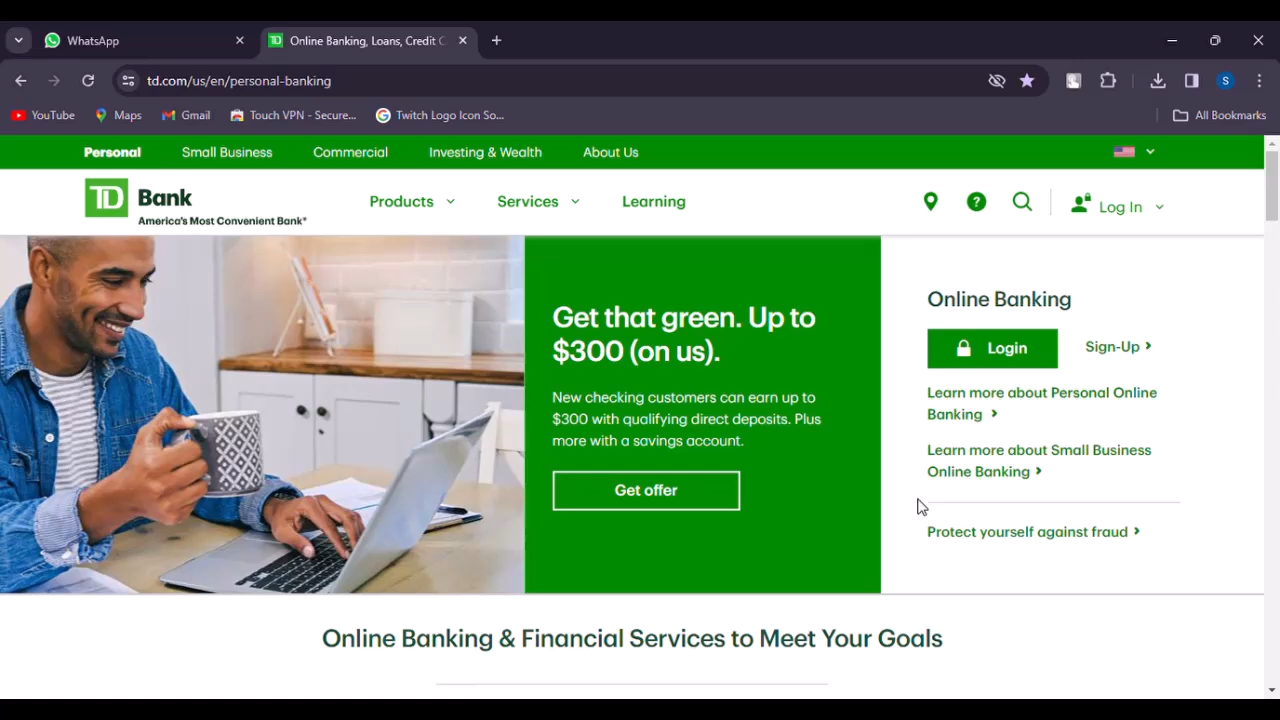 WhatsApp
Online Banking, Loans, Credit C
td.com/us/en/personal-banking
S
YouTube
Maps
Gmail
Touch VPN - Secure...
Twitch Logo Icon So...
All Bookmarks
Personal
Small Business
Commercial
Investing & Wealth
About Us
TD Bank
America's Most Convenient Bank®
Products
Services
Learning
?
Log In
Get that green. Up to
$300 (on us).
New checking customers can earn up to
$300 with qualifying direct deposits. Plus
more with a savings account.
Get offer
Online Banking
Login
Sign-Up
Learn more about Personal Online
Banking
Learn more about Small Business
Online Banking
Protect yourself against fraud
Online Banking & Financial Services to Meet Your Goals